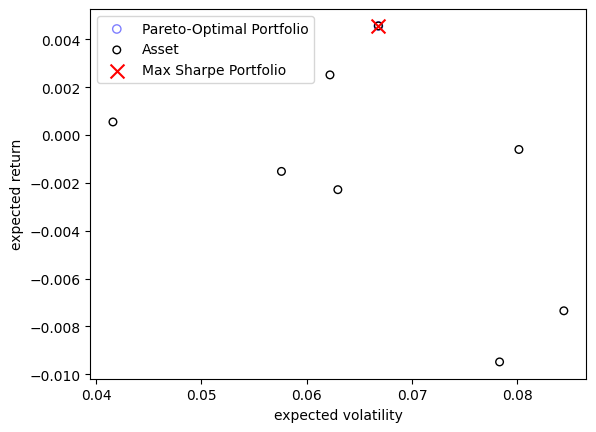 Pareto-Optimal Portfolio
Asset
Max Sharpe Portfolio
0.004
0.002
0.000
−0.002
−0.004
−0.006
−0.008
−0.010
expected return
0.04 0.05 0.06 0.07 0.08
expected volatility